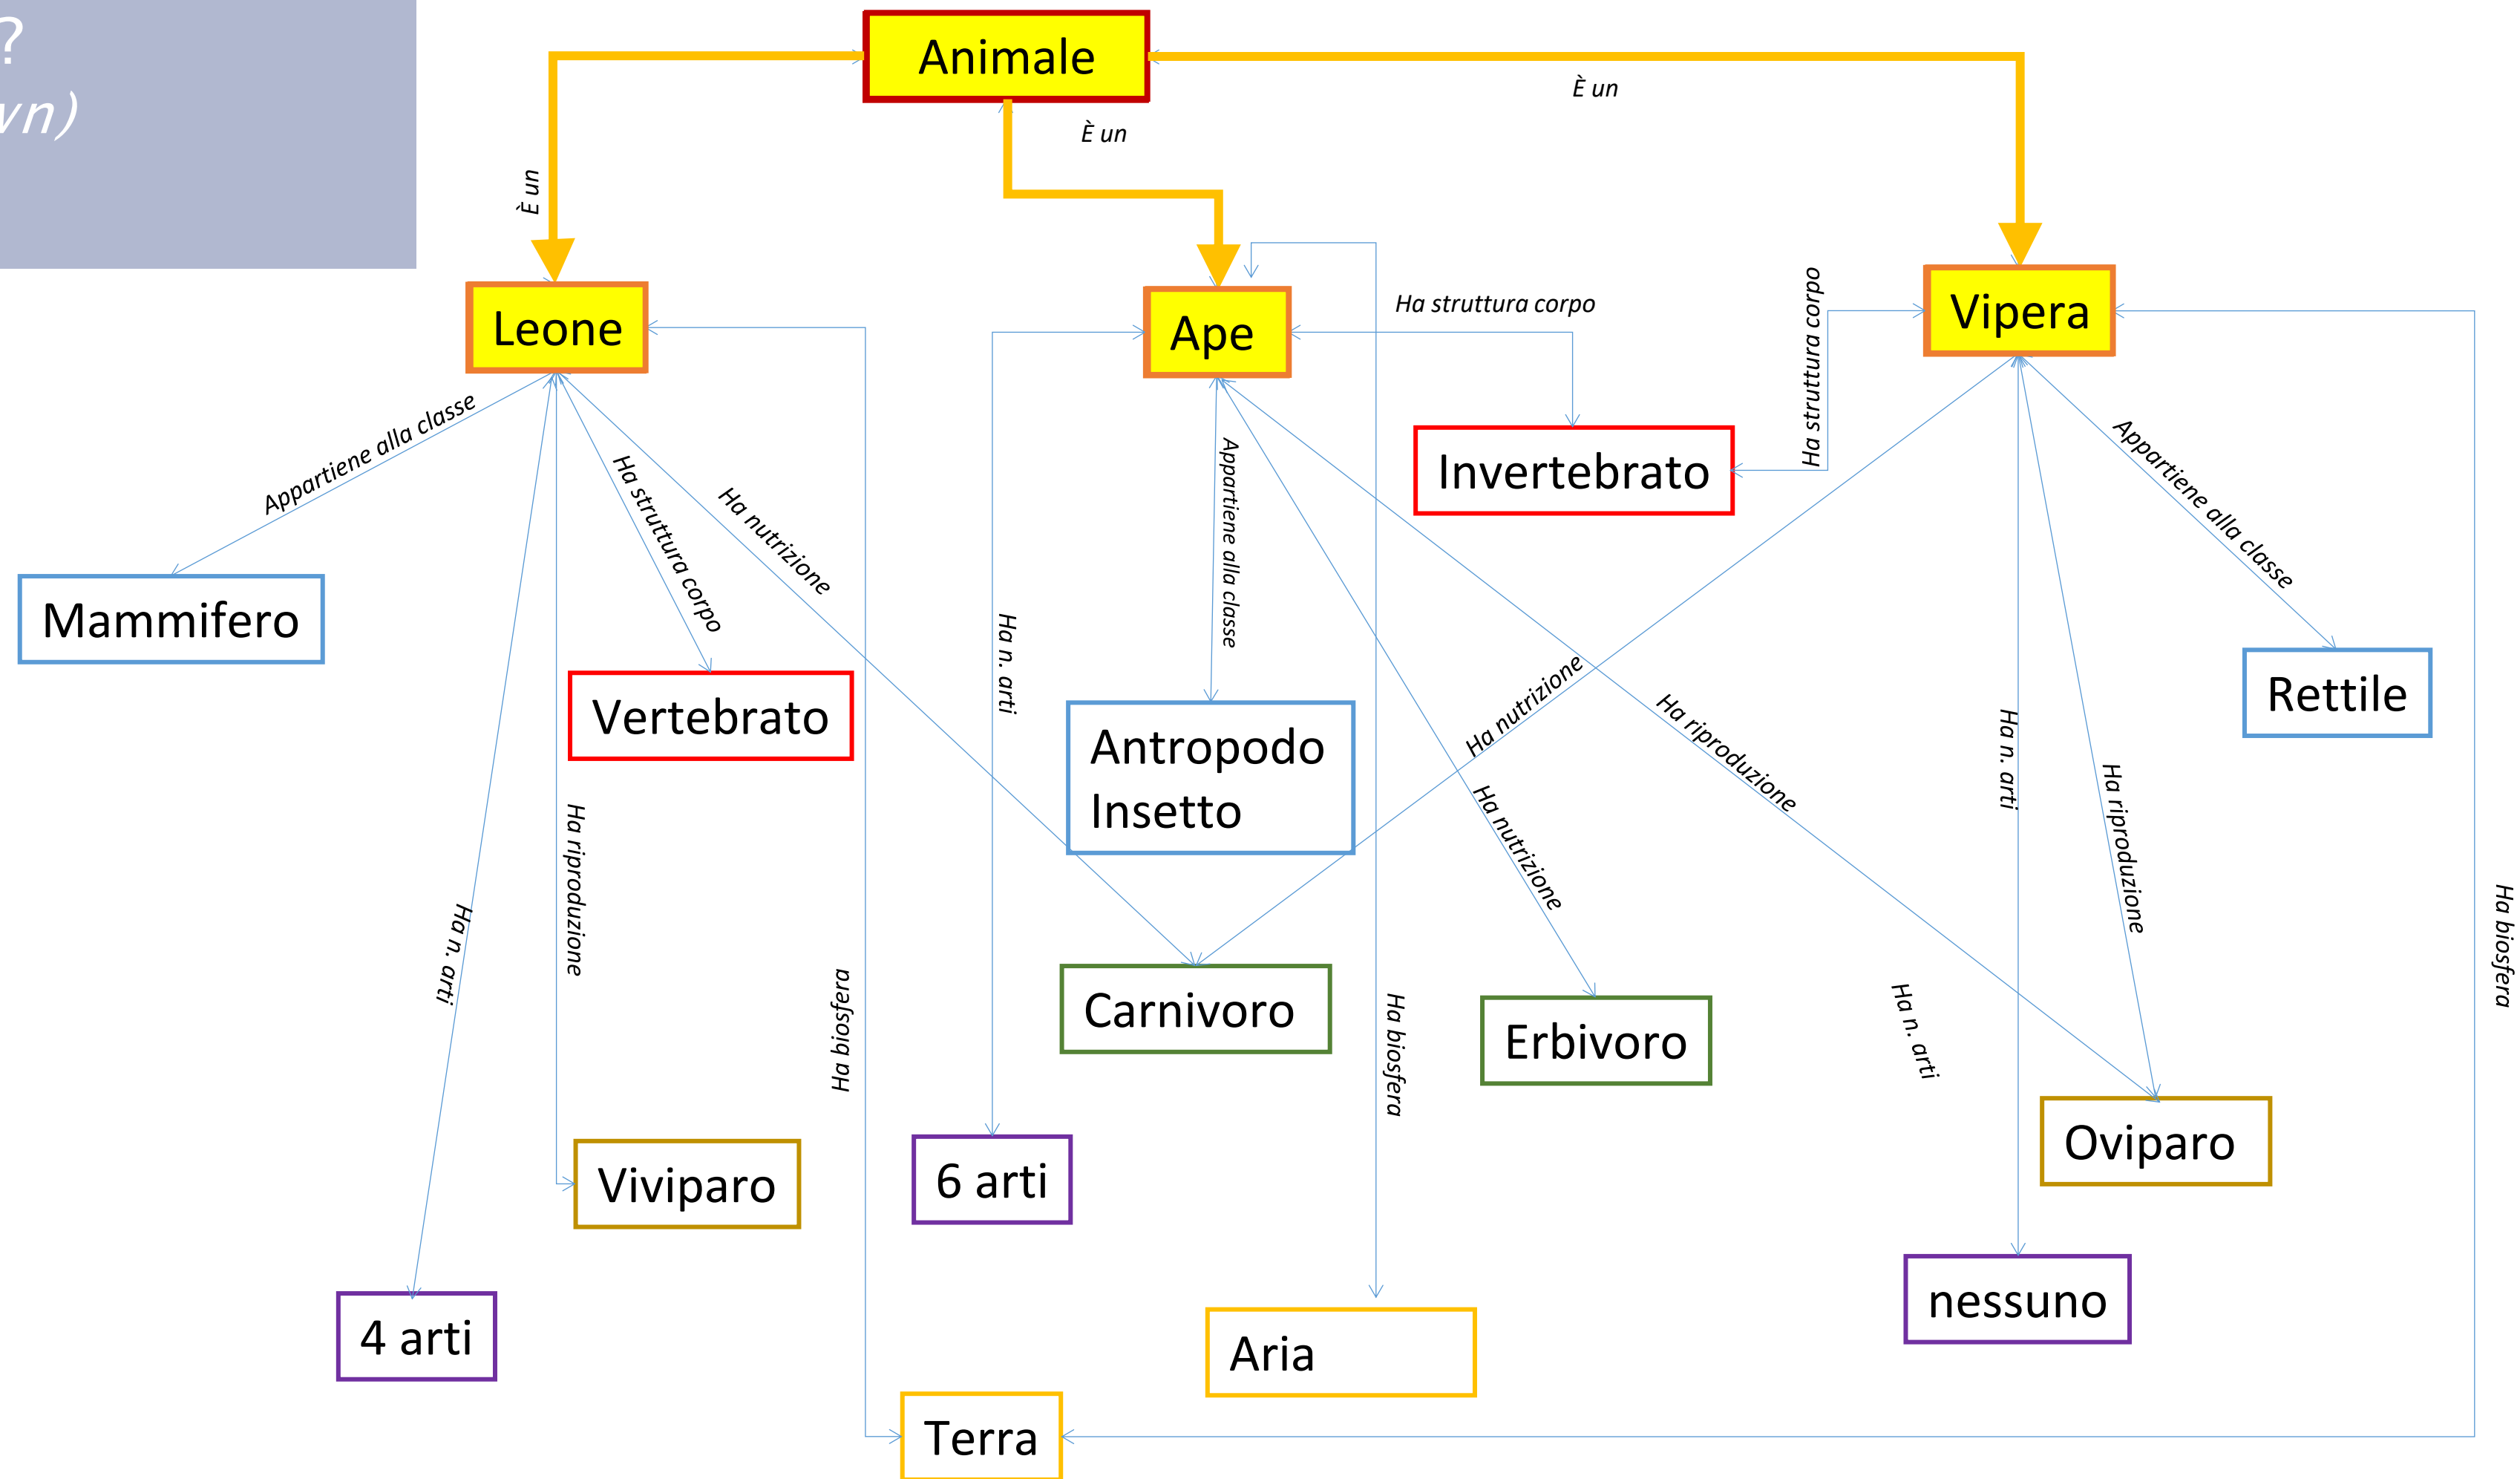 ?
wn)
Animale
È un
È un
È un
Leone
Ape
Vipera
Ha struttura corpo
Ha struttura corpo
Appartiene alla classe
Ha struttura corpo
Ha nutrizione
Appartiene alla classe
Invertebrato
Appartiene alla classe
Mammifero
Vertebrato
Ha n. arti
Antropodo
Insetto
Ha nutrizione
Ha riproduzione
Ha n. arti
Rettile
Ha riproduzione
Ha nutrizione
Ha riproduzione
Ha n. arti
Ha biosfera
Carnivoro
Ha biosfera
Erbivoro
Ha n. arti
Ha biosfera
Oviparo
Viviparo
6 arti
nessuno
4 arti
Aria
Terra